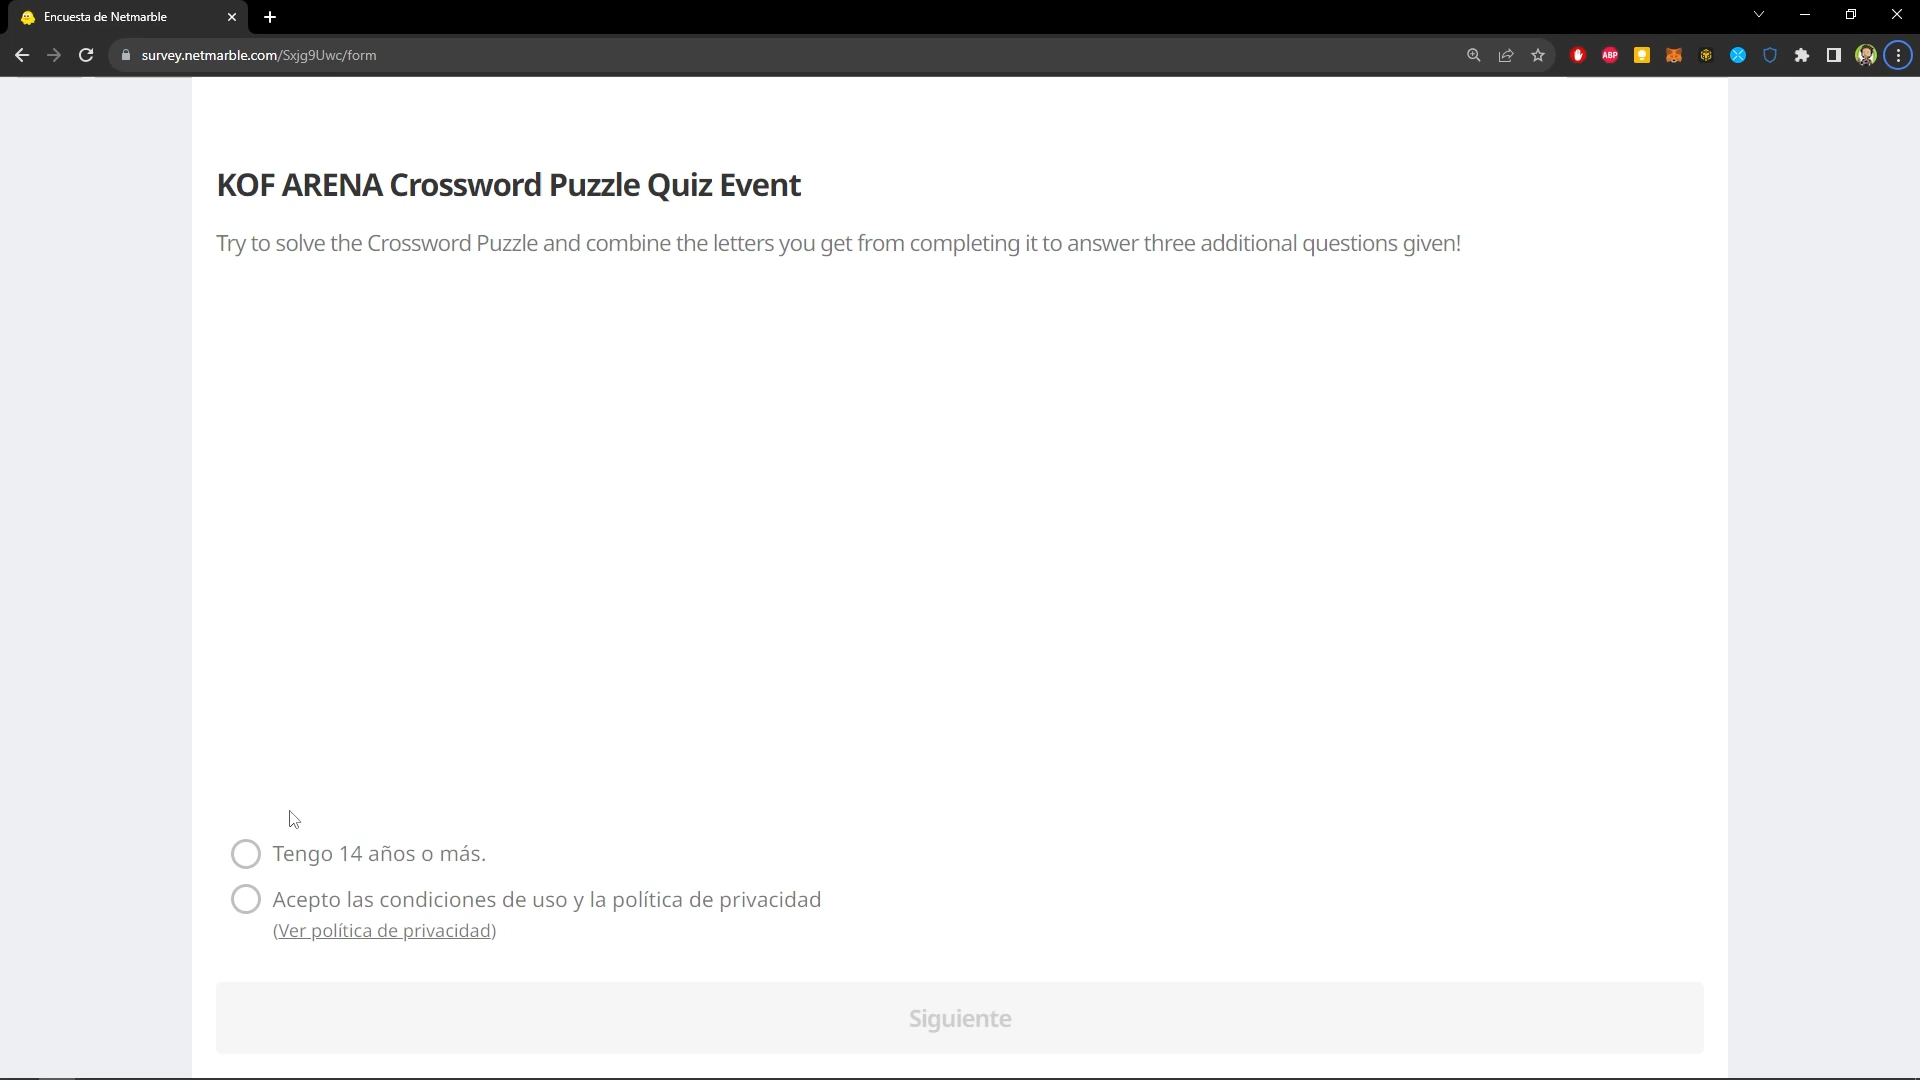 Encuesta de Netmarble
survey.netmarble.com/Sxjg9Uwc/form
ABP
KOF ARENA Crossword Puzzle Quiz Event
Try to solve the Crossword Puzzle and combine the letters you get from completing it to answer three additional questions given!
Tengo 14 años o más.
Acepto las condiciones de uso y la política de privacidad
(Ver política de privacidad)
Siguiente